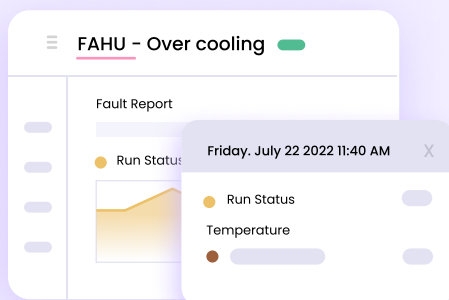 FAHU - Over cooling
Fault Report
Run Status
Friday. July 22 2022 11:40 AM X
Run Status
Temperature